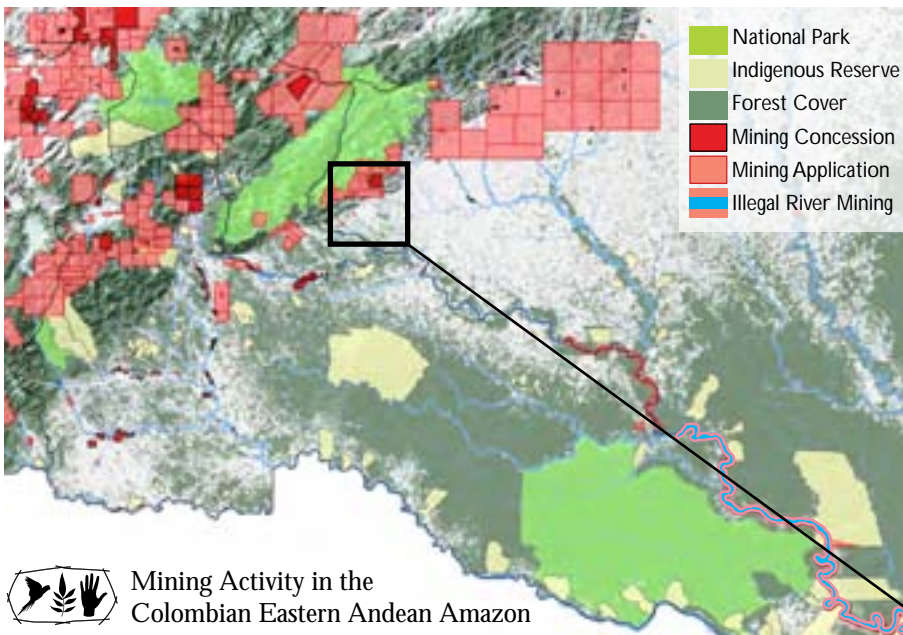 National Park
Indigenous Reserve
Forest Cover
Mining Concession
Mining Application
Illegal River Mining
Mining Activity in the
Colombian Eastern Andean Amazon